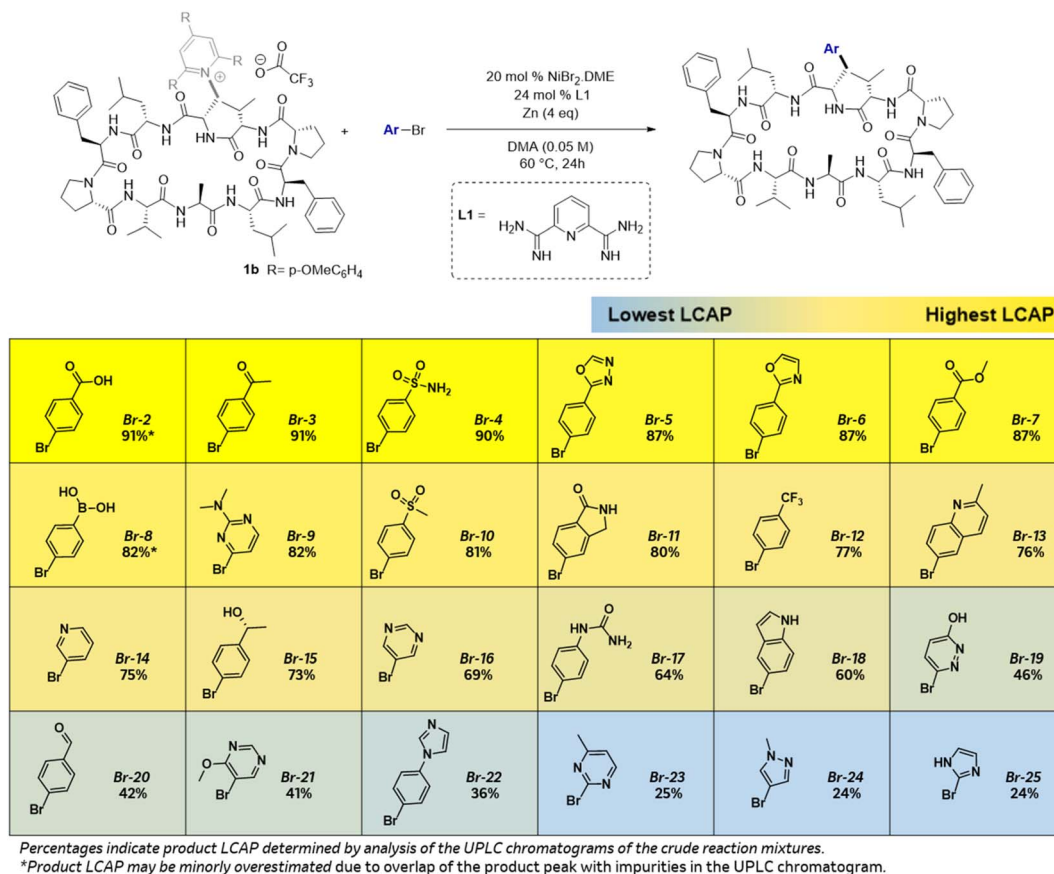 20 mol % NiBr₂.DME
24 mol % L1
Zn (4 eq)
DMA (0.05 M)
60 °C, 24h
+
Ar–Br
Ar
L1 =
NH₂ N NH₂
NH NH
1b R= p-OMeC₆H₄
Lowest LCAP Highest LCAP
Br-2
91%*
Br-3
91%
Br-4
90%
Br-5
87%
Br-6
87%
Br-7
87%
Br-8
82%*
Br-9
82%
Br-10
81%
Br-11
80%
Br-12
77%
Br-13
76%
Br-14
75%
Br-15
73%
Br-16
69%
Br-17
64%
Br-18
60%
Br-19
46%
Br-20
42%
Br-21
41%
Br-22
36%
Br-23
25%
Br-24
24%
Br-25
24%
Percentages indicate product LCAP determined by analysis of the UPLC chromatograms of the crude reaction mixtures.
*Product LCAP may be minorly overestimated due to overlap of the product peak with impurities in the UPLC chromatogram.